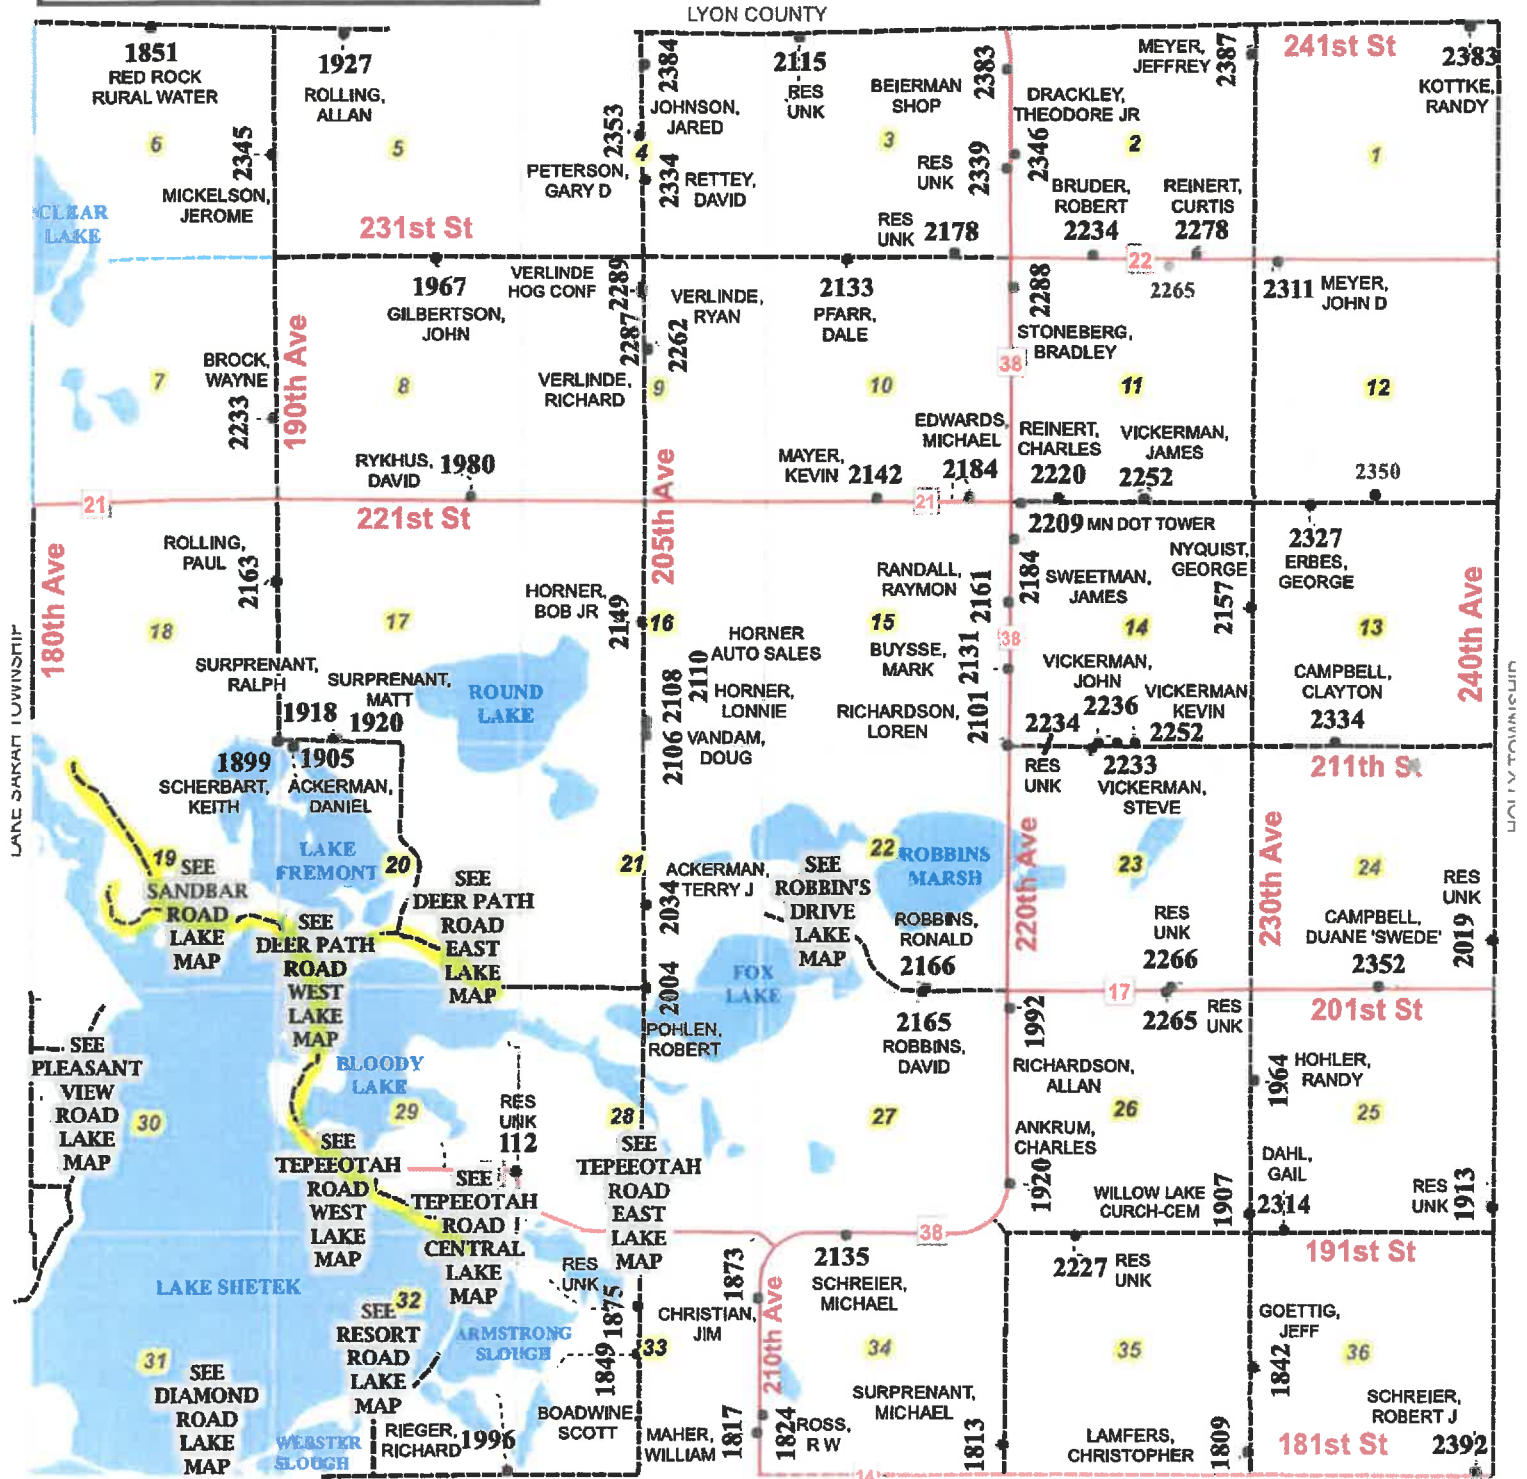 LYON COUNTY
1851
RED ROCK
RURAL WATER
1927
ROLLING,
ALLAN
2384
JOHNSON,
JARED
2353
2115
RES
UNK
BEIERMAN
SHOP
2383
MEYER,
JEFFREY
2387
241st St
2383
KOTTKE,
RANDY
DRACKLEY,
THEODORE JR
2346
6
2345
MICKELSON,
JEROME
5
PETERSON,
GARY D
4
2334
RETTEY,
DAVID
3
RES
UNK
2339
2
1
BRUDER,
ROBERT
2234
REINERT,
CURTIS
2278
CLEAR
LAKE
231st St
RES
UNK
2178
22
2265
2311
MEYER,
JOHN D
1967
GILBERTSON,
JOHN
VERLINDE
HOG CONF
2289
VERLINDE,
RYAN
2287
2262
2133
PFARR,
DALE
2288
STONEBERG,
BRADLEY
38
BROCK,
WAYNE
2233
190th Ave
7
8
VERLINDE,
RICHARD
9
10
11
12
EDWARDS,
MICHAEL
2184
REINERT,
CHARLES
2220
VICKERMAN,
JAMES
2252
RYKHUS,
DAVID
1980
205th Ave
MAYER,
KEVIN
2142
2350
21
221st St
21
2209 MN DOT TOWER
2327
ERBES,
GEORGE
ROLLING,
PAUL
2163
180th Ave
HORNER,
BOB JR
2149
RANDALL,
RAYMON
2161
2184
SWEETMAN,
JAMES
NYQUIST,
GEORGE
2157
240th Ave
LAKE SARAH TOWNSHIP
18
17
16
15
14
13
HORNER
AUTO SALES
2110
BUYSSE,
MARK
2131
38
SURPRENANT,
RALPH
1918
SURPRENANT,
MATT
1920
ROUND
LAKE
2108
HORNER,
LONNIE
2106
VANDAM,
DOUG
RICHARDSON,
LOREN
2101
VICKERMAN,
JOHN
2236
VICKERMAN
KEVIN
2252
2234
RES
UNK
CAMPBELL,
CLAYTON
2334
HOLLY TOWNSHIP
1899
SCHERBART,
KEITH
1905
ACKERMAN,
DANIEL
2233
VICKERMAN,
STEVE
211th St
19
SEE
SANDBAR
ROAD
LAKE
MAP
LAKE
FREMONT
20
SEE
DEER PATH
ROAD
EAST
LAKE
MAP
21
ACKERMAN,
TERRY J
2034
SEE
ROBBIN'S
DRIVE
LAKE
MAP
22
ROBBINS
MARSH
220th Ave
23
230th Ave
24
RES
UNK
2019
SEE
DEER PATH
ROAD
WEST
LAKE
MAP
ROBBINS,
RONALD
2166
RES
UNK
2266
CAMPBELL,
DUANE 'SWEDE'
2352
2004
POHLEN,
ROBERT
FOX
LAKE
2165
ROBBINS,
DAVID
1992
17
2265
RES
UNK
201st St
SEE
PLEASANT
VIEW
ROAD
LAKE
MAP
BLOODY
LAKE
RICHARDSON,
ALLAN
1964
HOHLER,
RANDY
30
29
RES
UNK
112
28
27
26
25
SEE
TEPEEOTAH
ROAD
WEST
LAKE
MAP
SEE
TEPEEOTAH
ROAD
CENTRAL
LAKE
MAP
SEE
TEPEEOTAH
ROAD
EAST
LAKE
MAP
ANKRUM,
CHARLES
1920
WILLOW LAKE
CURCH-CEM
1907
DAHL,
GAIL
2314
RES
UNK
1913
38
2135
SCHREIER,
MICHAEL
2227
RES
UNK
191st St
LAKE SHETEK
RES
UNK
1875
1873
CHRISTIAN,
JIM
210th Ave
SEE
RESORT
ROAD
LAKE
MAP
32
ARMSTRONG
SLOUGH
1849
33
34
35
GOETTIG,
JEFF
1842
36
31
SEE
DIAMOND
ROAD
LAKE
MAP
WEBSTER
SLOUGH
RIEGER,
RICHARD
1996
BOADWINE
SCOTT
MAHER,
WILLIAM
1817
1824
ROSS,
R W
SURPRENANT,
MICHAEL
1813
LAMFERS,
CHRISTOPHER
1809
SCHREIER,
ROBERT J
2392
181st St
14